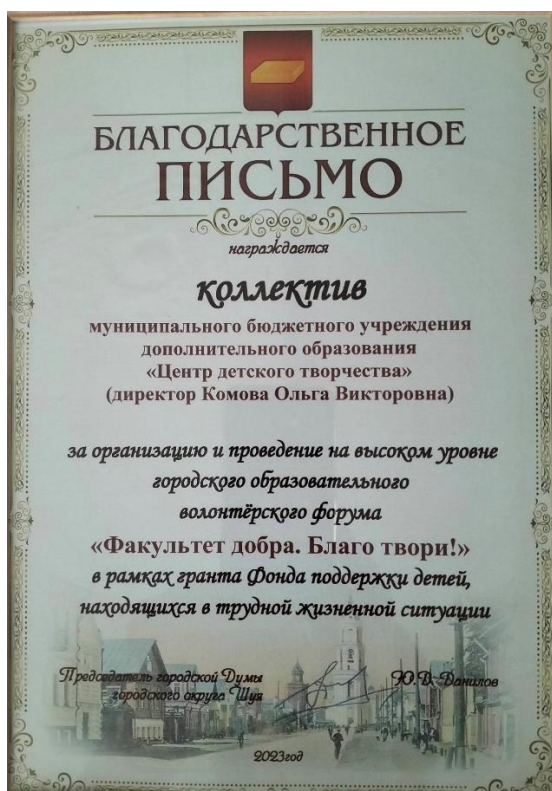 БЛАГОДАРСТВЕННОЕ
ПИСЬМО
награждается
коллектив
муниципального бюджетного учреждения
дополнительного образования
«Центр детского творчества»
(директор Комова Ольга Викторовна)
за организацию и проведение на высоком уровне
городского образовательного
волонтёрского форума
«Факультет добра. Благо твори!»
в рамках гранта Фонда поддержки детей,
находящихся в трудной жизненной ситуации
Председатель городской Думы
городского округа Шуя
Ю.Д. Данилов
2023год